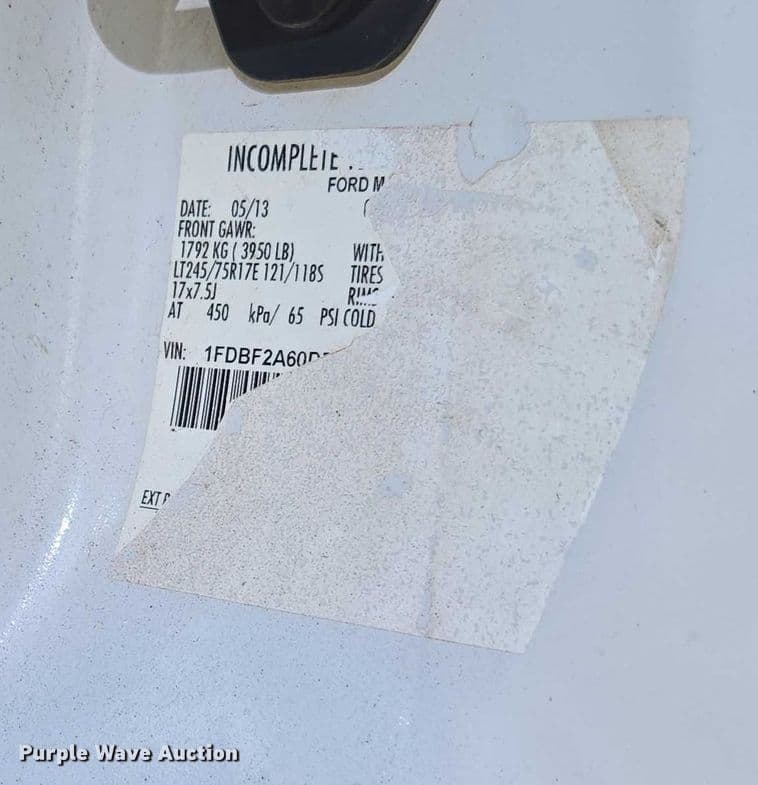 INCOMPLETE
FORD M
DATE: 05/13 (
FRONT GAWR:
1792 KG ( 3950 LB) WITH
LT245/75R17E 121/118S TIRES
17x7.5J
AT 450 kPa/ 65 PSI COLD
VIN: 1FDBF2A60D
EXT
Purple Wave Auction